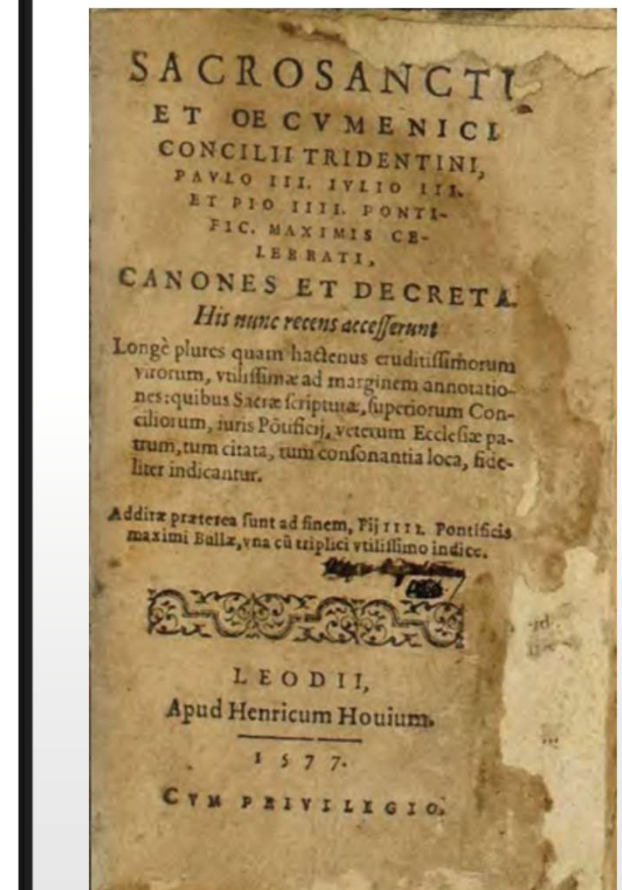 SACROSANCTI
ET OECVMENICI
CONCILII TRIDENTINI,
PAVLO III. IVLIO III.
ET PIO IIII. PONTI-
FIC. MAXIMIS CE-
LEBRATI,
CANONES ET DECRETA.
His nunc recens acceſſerunt
Longè plures quam hactenus eruditiſſimorum
virorum, vtiliſſimæ ad marginem annotatio-
nes: quibus Sacræ ſcripturæ, ſuperiorum Con-
ciliorum, iuris Põtificij, veterum Eccleſiæ pa-
trum, tum citata, tum conſonantia loca, fide-
liter indicantur.
Additæ præterea ſunt ad finem, Pij IIII. Pontificis
maximi Bullæ, vna cũ triplici vtiliſſimo indice.
LEODII,
Apud Henricum Houium.
1577.
CVM PRIVILEGIO.